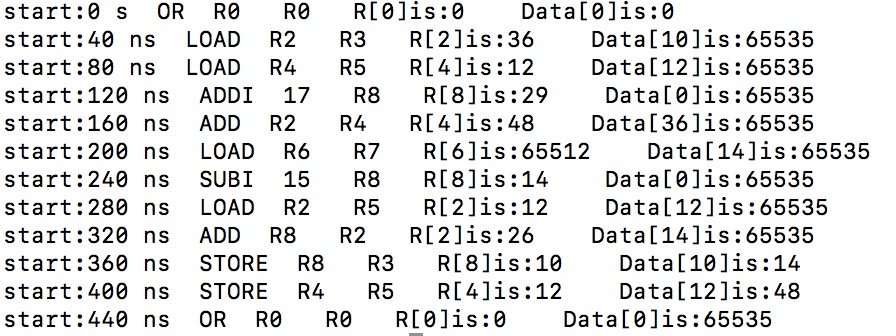 start:0 s  OR  R0   R0   R[0]is:0    Data[0]is:0
start:40 ns  LOAD  R2   R3   R[2]is:36    Data[10]is:65535
start:80 ns  LOAD  R4   R5   R[4]is:12    Data[12]is:65535
start:120 ns  ADDI  17   R8   R[8]is:29    Data[0]is:65535
start:160 ns  ADD  R2   R4   R[4]is:48    Data[36]is:65535
start:200 ns  LOAD  R6   R7   R[6]is:65512    Data[14]is:65535
start:240 ns  SUBI  15   R8   R[8]is:14    Data[0]is:65535
start:280 ns  LOAD  R2   R5   R[2]is:12    Data[12]is:65535
start:320 ns  ADD  R8   R2   R[2]is:26    Data[14]is:65535
start:360 ns  STORE  R8   R3   R[8]is:10    Data[10]is:14
start:400 ns  STORE  R4   R5   R[4]is:12    Data[12]is:48
start:440 ns  OR  R0   R0   R[0]is:0    Data[0]is:65535